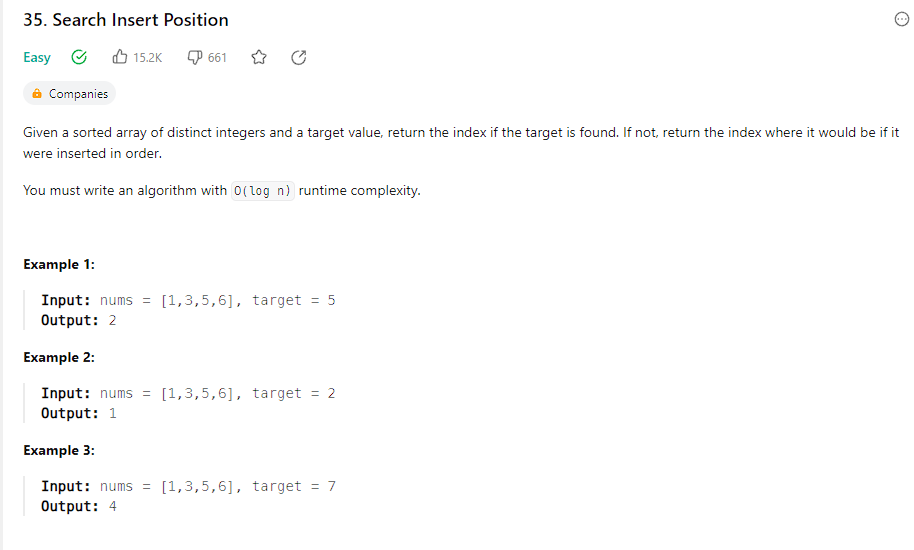 35. Search Insert Position
Easy 15.2K 661
Companies
Given a sorted array of distinct integers and a target value, return the index if the target is found. If not, return the index where it would be if it
were inserted in order.
You must write an algorithm with O(log n) runtime complexity.
Example 1:
Input: nums = [1,3,5,6], target = 5
Output: 2
Example 2:
Input: nums = [1,3,5,6], target = 2
Output: 1
Example 3:
Input: nums = [1,3,5,6], target = 7
Output: 4